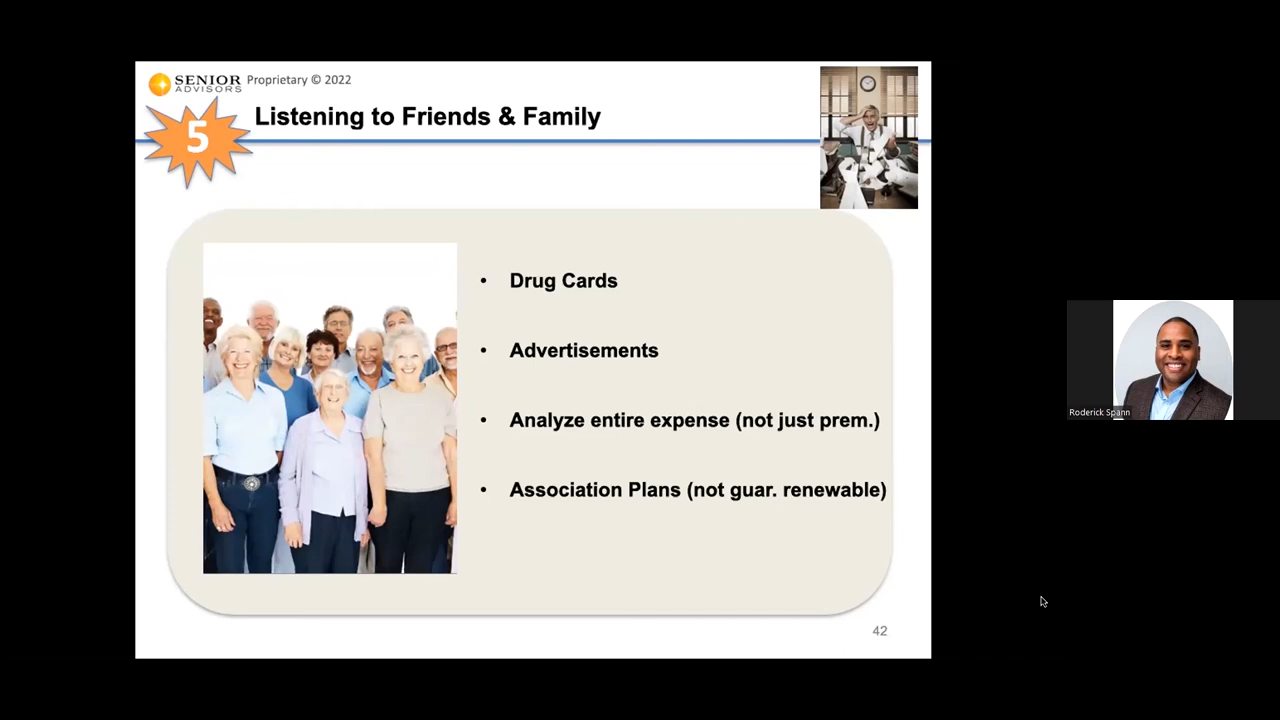 SENIOR
ADVISORS
Proprietary © 2022
Listening to Friends & Family
5
• Drug Cards
• Advertisements
• Analyze entire expense (not just prem.)
• Association Plans (not guar. renewable)
42
Roderick Spann